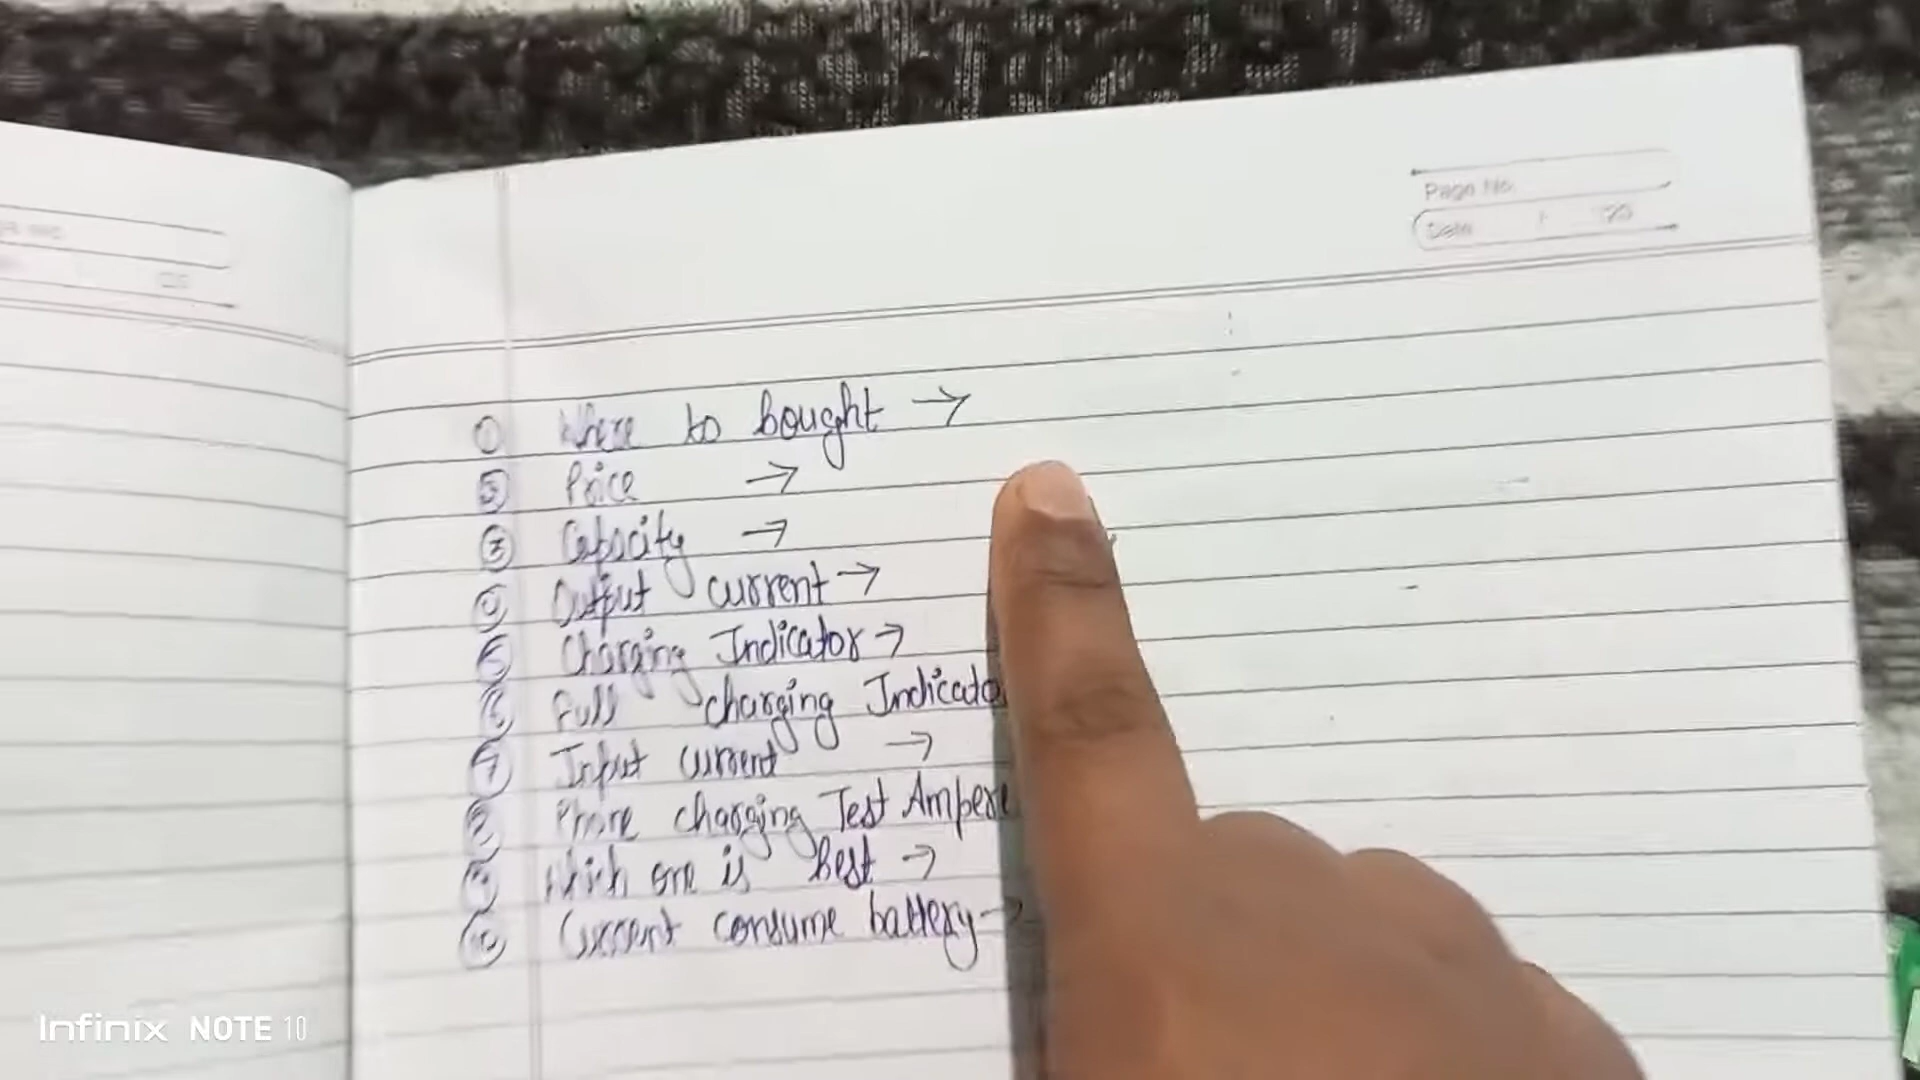 Page No.
Date
① Where to bought →
② Price →
③ Capacity →
④ Output current →
⑤ Charging Indicator →
⑥ Full charging Indicato
⑦ Input current →
⑧ Phone charging Test Ampere
⑨ Which one is best →
⑩ Current consume battery →
Infinix NOTE 10